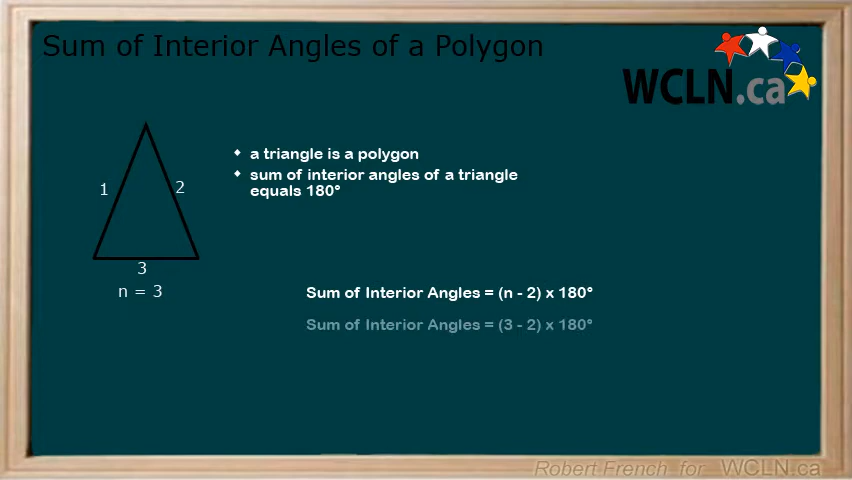 Sum of Interior Angles of a Polygon
WCLN.ca
a triangle is a polygon
sum of interior angles of a triangle
equals 180°
1
2
3
n = 3
Sum of Interior Angles = (n - 2) x 180°
Sum of Interior Angles = (3 - 2) x 180°
Robert French for WCLN.ca